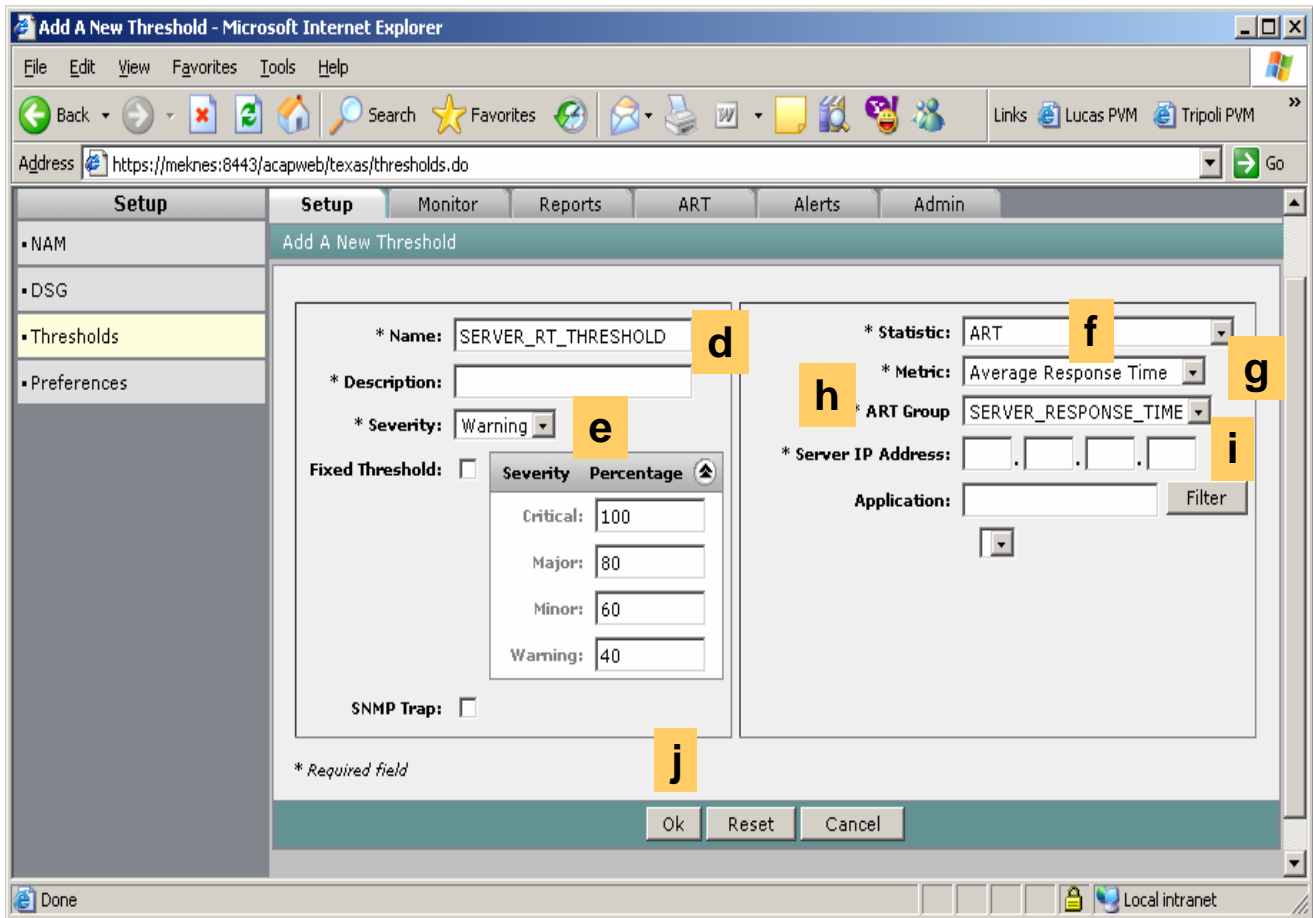 Add A New Threshold - Microsoft Internet Explorer
File Edit View Favorites Tools Help
Back Search Favorites Links Lucas PVM Tripoli PVM »
Address https://meknes:8443/acapweb/texas/thresholds.do Go
Setup
Setup Monitor Reports ART Alerts Admin
Add A New Threshold
NAM
DSG
Thresholds
Preferences
* Name: SERVER_RT_THRESHOLD d
* Description:
* Severity: Warning e
Fixed Threshold:
Severity Percentage
Critical: 100
Major: 80
Minor: 60
Warning: 40
SNMP Trap:
* Statistic: ART f
* Metric: Average Response Time g
h * ART Group SERVER_RESPONSE_TIME
* Server IP Address: . . . i
Application: Filter
* Required field
j
Ok Reset Cancel
Done Local intranet